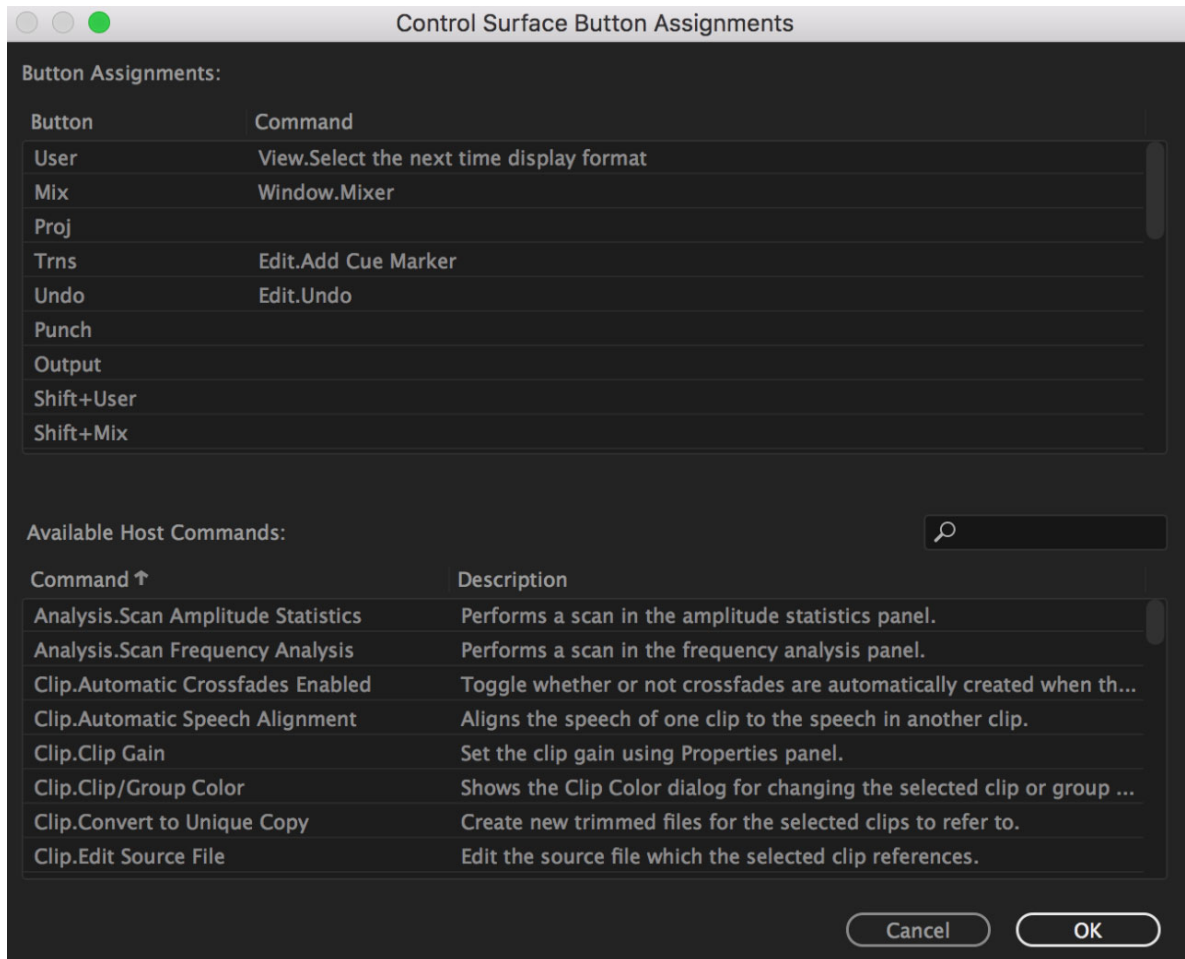 Control Surface Button Assignments
Button Assignments:
Button Command
User View.Select the next time display format
Mix Window.Mixer
Proj
Trns Edit.Add Cue Marker
Undo Edit.Undo
Punch
Output
Shift+User
Shift+Mix
Available Host Commands:
Command ↑ Description
Analysis.Scan Amplitude Statistics Performs a scan in the amplitude statistics panel.
Analysis.Scan Frequency Analysis Performs a scan in the frequency analysis panel.
Clip.Automatic Crossfades Enabled Toggle whether or not crossfades are automatically created when th...
Clip.Automatic Speech Alignment Aligns the speech of one clip to the speech in another clip.
Clip.Clip Gain Set the clip gain using Properties panel.
Clip.Clip/Group Color Shows the Clip Color dialog for changing the selected clip or group ...
Clip.Convert to Unique Copy Create new trimmed files for the selected clips to refer to.
Clip.Edit Source File Edit the source file which the selected clip references.
Cancel OK